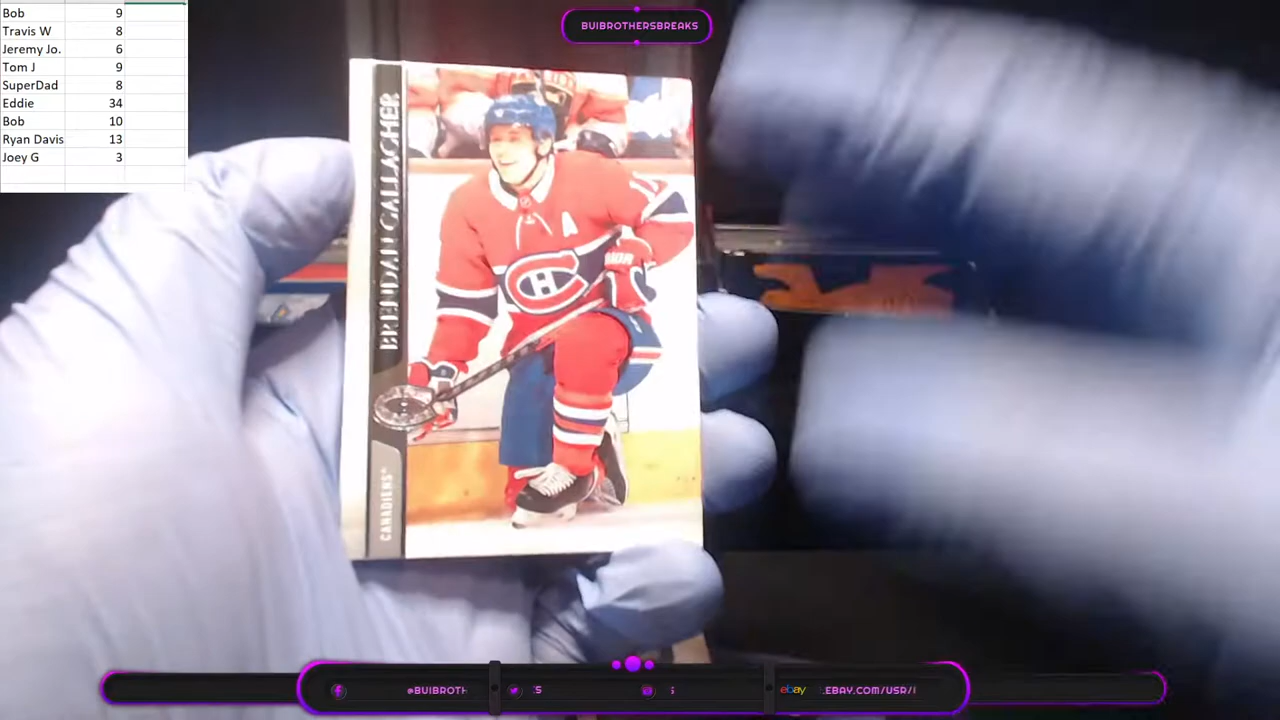 Bob 9
Travis W 8
Jeremy Jo. 6
Tom J 9
SuperDad 8
Eddie 34
Bob 10
Ryan Davis 13
Joey G 3
BUIBROTHERSBREAKS
BRENDAN GALLAGHER
CANADIENS
A
@BUIBROTH
S
ebay
.EBAY.COM/USR/